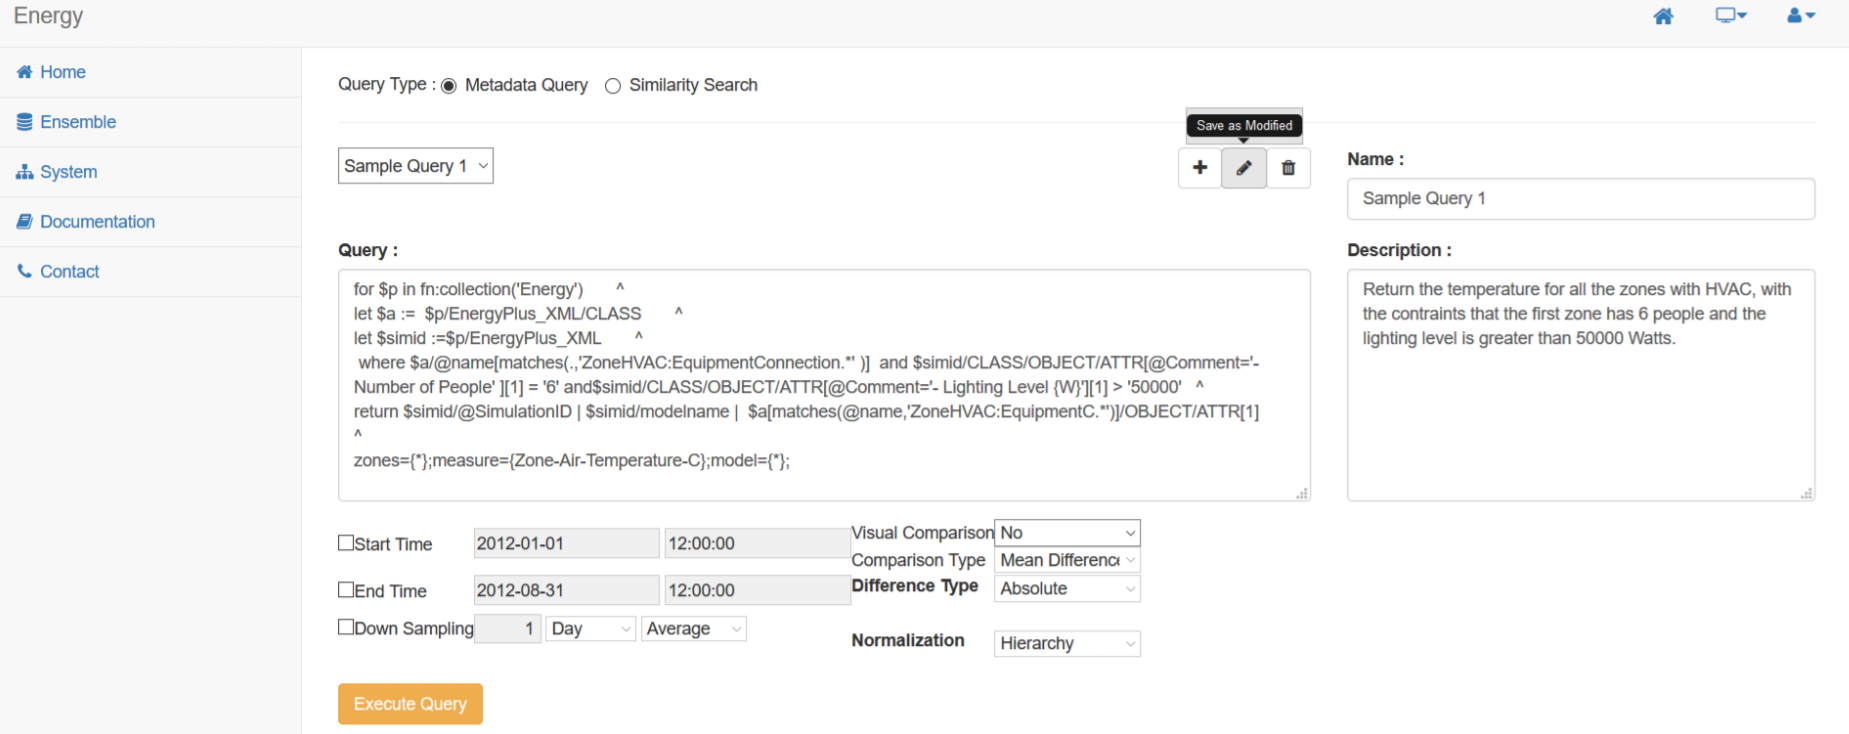 Energy
Home
Ensemble
System
Documentation
Contact
Query Type : Metadata Query Similarity Search
Save as Modified
Sample Query 1
Name :
Sample Query 1
Query :
for $p in fn:collection('Energy') ^
let $a := $p/EnergyPlus_XML/CLASS ^
let $simid :=$p/EnergyPlus_XML ^
where $a/@name[matches(.,'ZoneHVAC:EquipmentConnection.*' )] and $simid/CLASS/OBJECT/ATTR[@Comment='-
Number of People' ][1] = '6' and$simid/CLASS/OBJECT/ATTR[@Comment='- Lighting Level {W}'][1] > '50000' ^
return $simid/@SimulationID | $simid/modelname | $a[matches(@name,'ZoneHVAC:EquipmentC.*')]/OBJECT/ATTR[1]
^
zones={*};measure={Zone-Air-Temperature-C};model={*};
Description :
Return the temperature for all the zones with HVAC, with
the contraints that the first zone has 6 people and the
lighting level is greater than 50000 Watts.
Start Time 2012-01-01 12:00:00
End Time 2012-08-31 12:00:00
Down Sampling 1 Day Average
Visual Comparison No
Comparison Type Mean Difference
Difference Type Absolute
Normalization Hierarchy
Execute Query